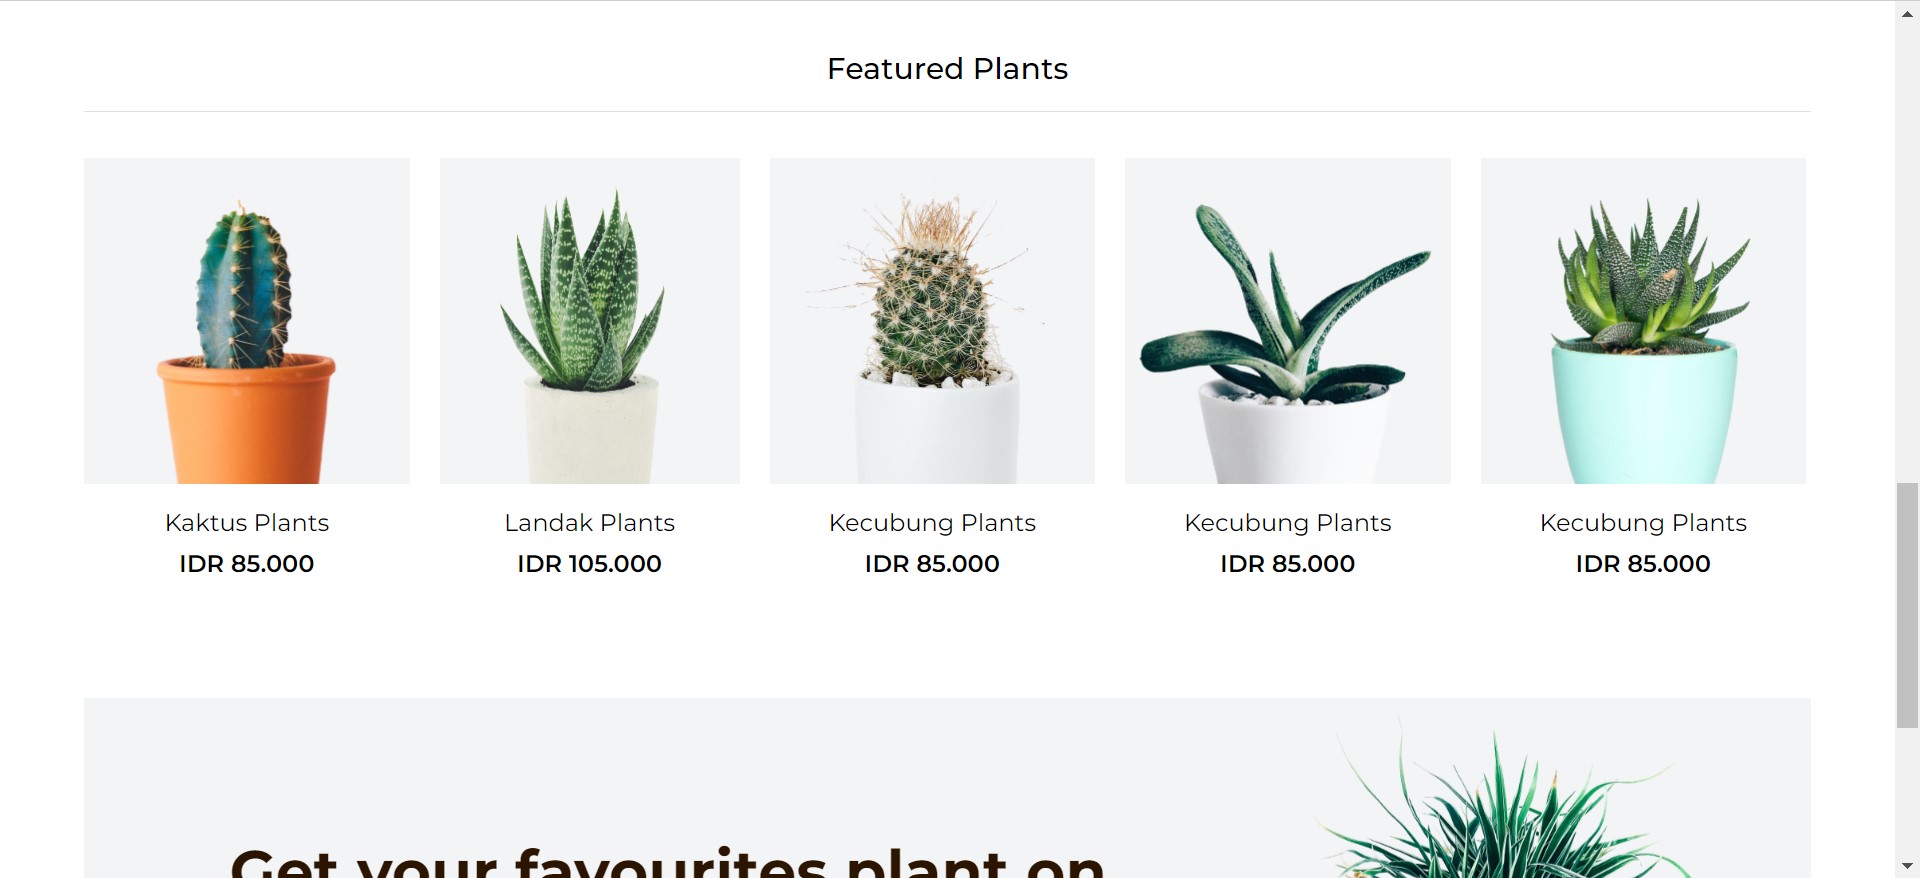 Featured Plants
Kaktus Plants
IDR 85.000
Landak Plants
IDR 105.000
Kecubung Plants
IDR 85.000
Kecubung Plants
IDR 85.000
Kecubung Plants
IDR 85.000
Get your favourites plant on